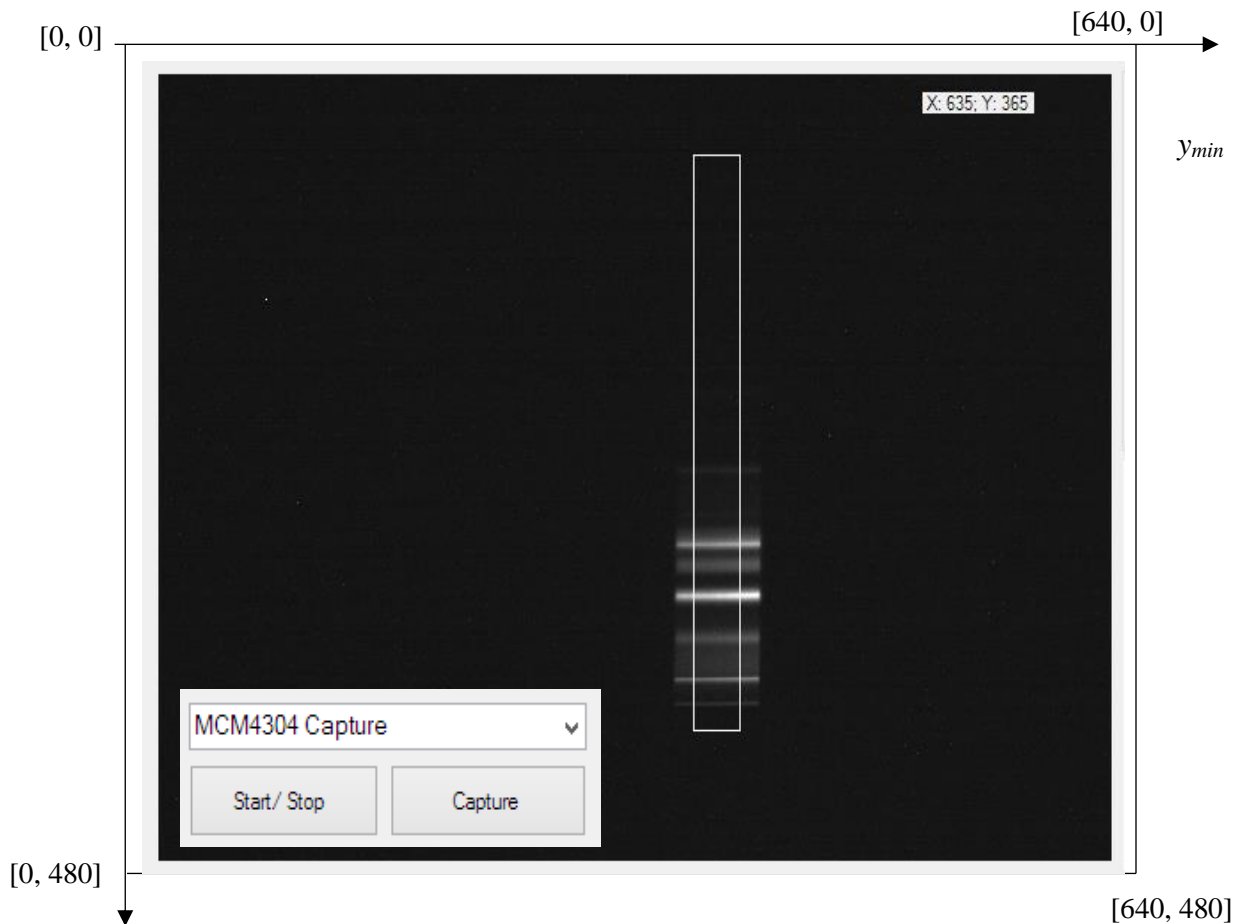 [0, 0]
[640, 0]
X: 635; Y: 365
ymin
MCM4304 Capture
Start/ Stop
Capture
[0, 480]
[640, 480]